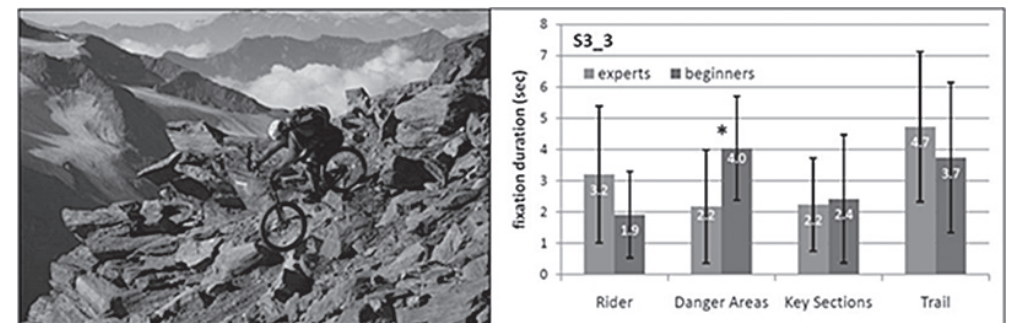 8
S3_3
7
experts beginners
6
5
4
3
2
1
0
fixation duration (sec)
*
3.2 1.9 2.2 4.0 2.2 2.4 4.7 3.7
Rider Danger Areas Key Sections Trail